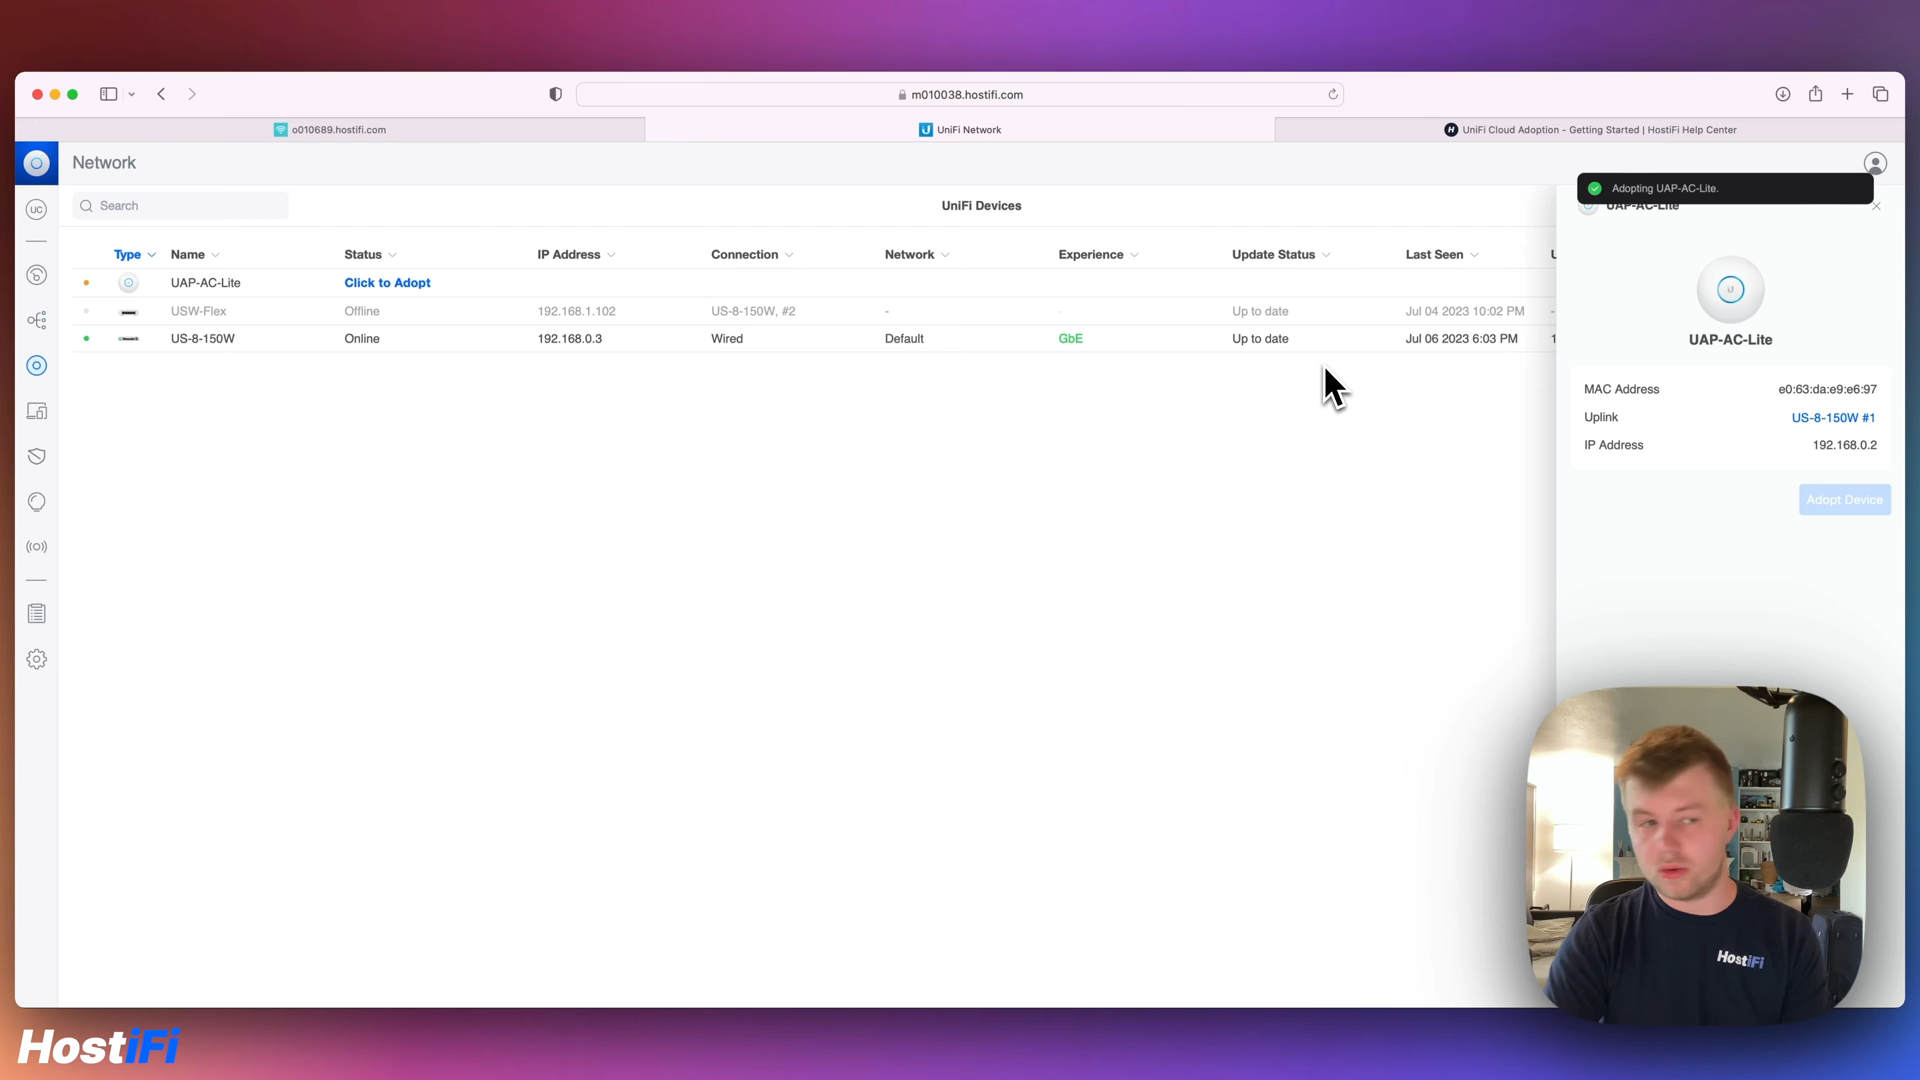 m010038.hostifi.com
o010689.hostifi.com
UniFi Network
UniFi Cloud Adoption - Getting Started | HostiFi Help Center
Network
Adopting UAP-AC-Lite.
UC
Search
UniFi Devices
UAP-AC-Lite
Type Name Status IP Address Connection Network Experience Update Status Last Seen U
UAP-AC-Lite Click to Adopt
USW-Flex Offline 192.168.1.102 US-8-150W, #2 - - Up to date Jul 04 2023 10:02 PM -
US-8-150W Online 192.168.0.3 Wired Default GbE Up to date Jul 06 2023 6:03 PM 1
UAP-AC-Lite
MAC Address e0:63:da:e9:e6:97
Uplink US-8-150W #1
IP Address 192.168.0.2
Adopt Device
HostiFi
HostiFi